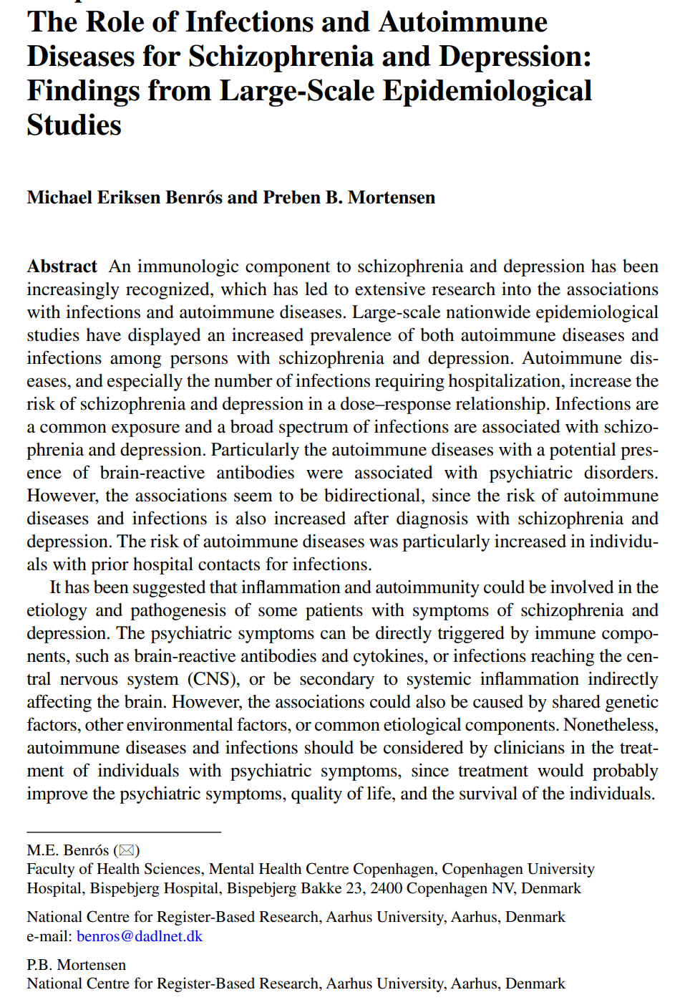 The Role of Infections and Autoimmune
Diseases for Schizophrenia and Depression:
Findings from Large-Scale Epidemiological
Studies
Michael Eriksen Benrós and Preben B. Mortensen
Abstract An immunologic component to schizophrenia and depression has been
increasingly recognized, which has led to extensive research into the associations
with infections and autoimmune diseases. Large-scale nationwide epidemiological
studies have displayed an increased prevalence of both autoimmune diseases and
infections among persons with schizophrenia and depression. Autoimmune dis-
eases, and especially the number of infections requiring hospitalization, increase the
risk of schizophrenia and depression in a dose–response relationship. Infections are
a common exposure and a broad spectrum of infections are associated with schizo-
phrenia and depression. Particularly the autoimmune diseases with a potential pres-
ence of brain-reactive antibodies were associated with psychiatric disorders.
However, the associations seem to be bidirectional, since the risk of autoimmune
diseases and infections is also increased after diagnosis with schizophrenia and
depression. The risk of autoimmune diseases was particularly increased in individu-
als with prior hospital contacts for infections.
It has been suggested that inflammation and autoimmunity could be involved in the
etiology and pathogenesis of some patients with symptoms of schizophrenia and
depression. The psychiatric symptoms can be directly triggered by immune compo-
nents, such as brain-reactive antibodies and cytokines, or infections reaching the cen-
tral nervous system (CNS), or be secondary to systemic inflammation indirectly
affecting the brain. However, the associations could also be caused by shared genetic
factors, other environmental factors, or common etiological components. Nonetheless,
autoimmune diseases and infections should be considered by clinicians in the treat-
ment of individuals with psychiatric symptoms, since treatment would probably
improve the psychiatric symptoms, quality of life, and the survival of the individuals.
M.E. Benrós (✉)
Faculty of Health Sciences, Mental Health Centre Copenhagen, Copenhagen University
Hospital, Bispebjerg Hospital, Bispebjerg Bakke 23, 2400 Copenhagen NV, Denmark
National Centre for Register-Based Research, Aarhus University, Aarhus, Denmark
e-mail: benros@dadlnet.dk
P.B. Mortensen
National Centre for Register-Based Research, Aarhus University, Aarhus, Denmark